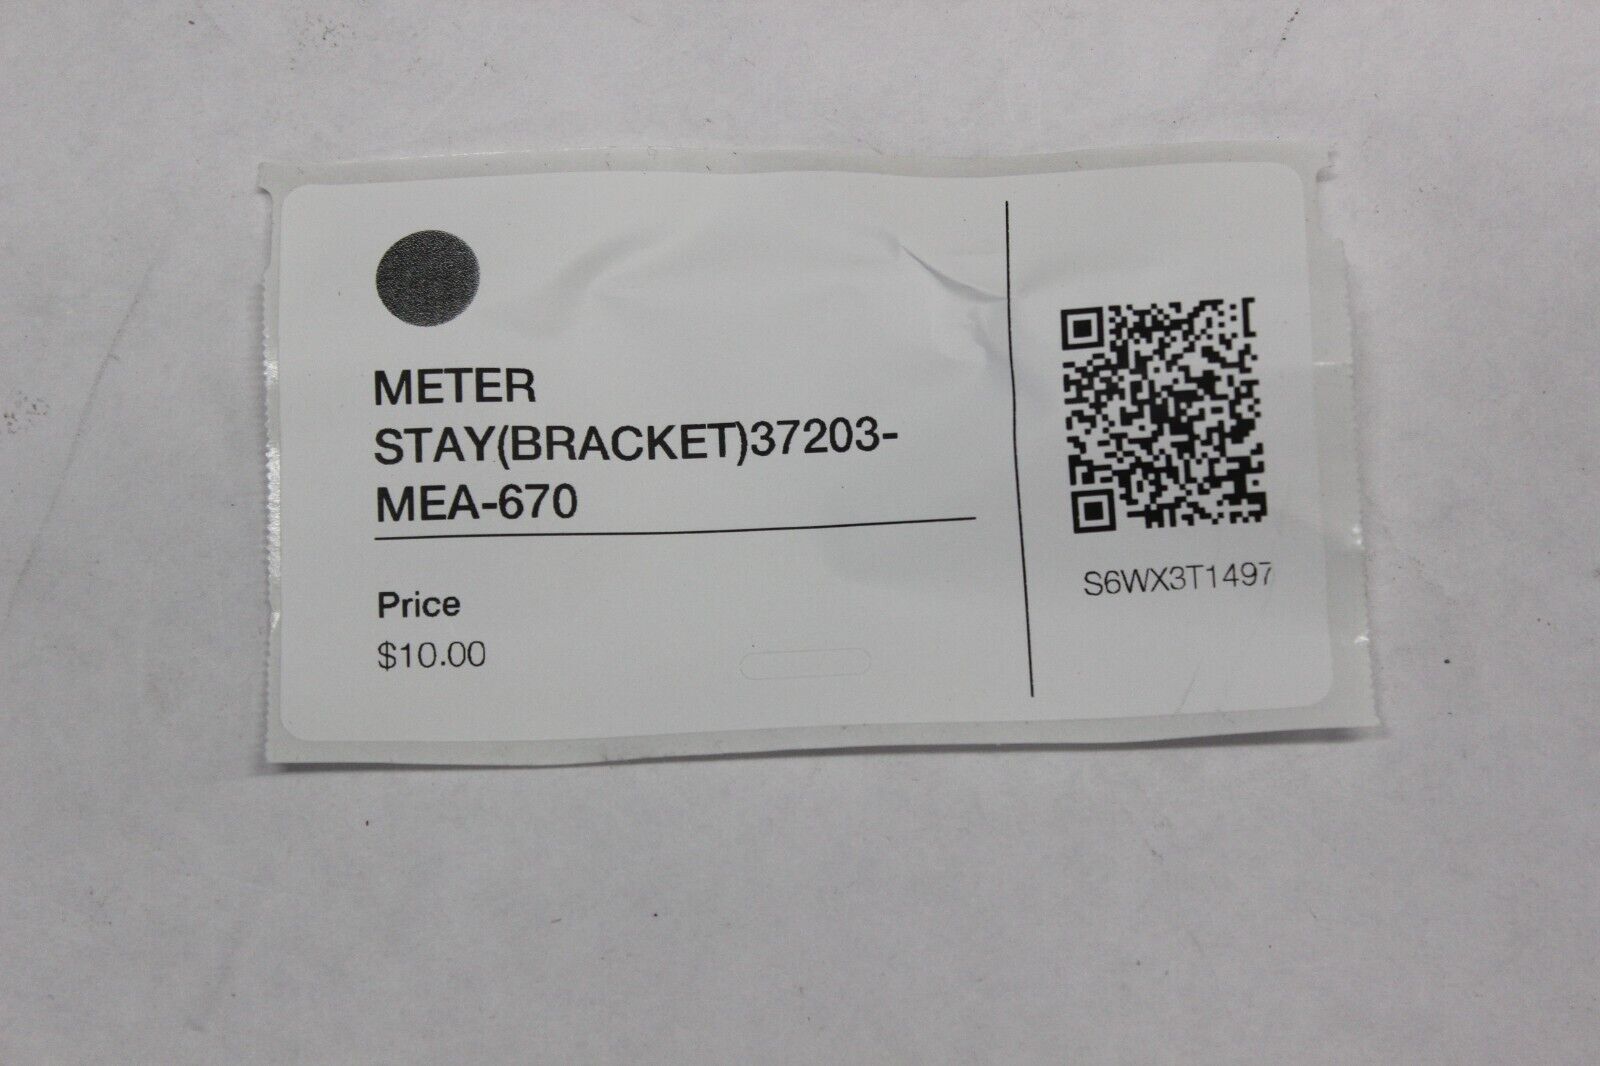 METER
STAY(BRACKET)37203-
MEA-670
Price
$10.00
S6WX3T1497